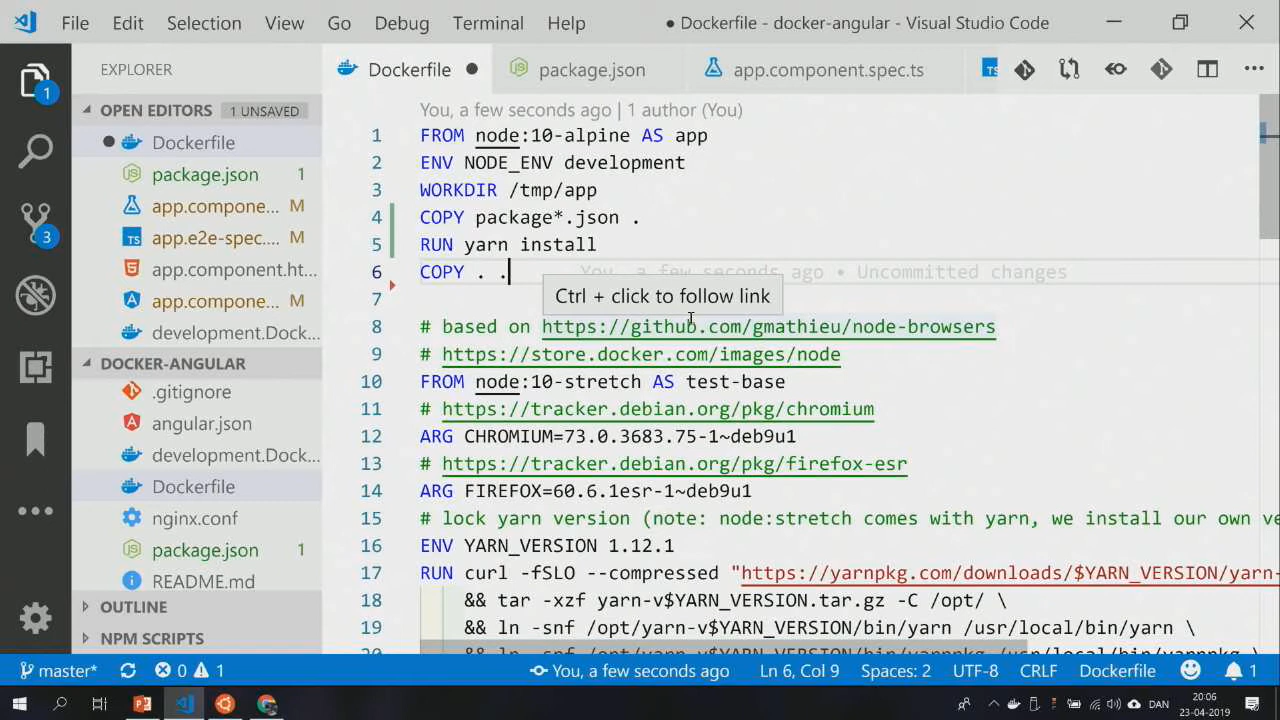 File Edit Selection View Go Debug Terminal Help ● Dockerfile - docker-angular - Visual Studio Code
EXPLORER
1
3
OPEN EDITORS 1 UNSAVED
Dockerfile
package.json 1
app.compone... M
app.e2e-spec.... M
app.component.ht...
app.compone... M
development.Dock...
DOCKER-ANGULAR
.gitignore
angular.json
development.Dock...
Dockerfile
nginx.conf
package.json 1
README.md
OUTLINE
NPM SCRIPTS
Dockerfile ● package.json app.component.spec.ts TS
You, a few seconds ago | 1 author (You)
1 FROM node:10-alpine AS app
2 ENV NODE_ENV development
3 WORKDIR /tmp/app
4 COPY package*.json .
5 RUN yarn install
6 COPY . . You, a few seconds ago • Uncommitted changes
Ctrl + click to follow link
7
8 # based on https://github.com/gmathieu/node-browsers
9 # https://store.docker.com/images/node
10 FROM node:10-stretch AS test-base
11 # https://tracker.debian.org/pkg/chromium
12 ARG CHROMIUM=73.0.3683.75-1~deb9u1
13 # https://tracker.debian.org/pkg/firefox-esr
14 ARG FIREFOX=60.6.1esr-1~deb9u1
15 # lock yarn version (note: node:stretch comes with yarn, we install our own ve
16 ENV YARN_VERSION 1.12.1
17 RUN curl -fSLO --compressed "https://yarnpkg.com/downloads/$YARN_VERSION/yarn-
18 && tar -xzf yarn-v$YARN_VERSION.tar.gz -C /opt/ \
19 && ln -snf /opt/yarn-v$YARN_VERSION/bin/yarn /usr/local/bin/yarn \
master* 0 1 You, a few seconds ago Ln 6, Col 9 Spaces: 2 UTF-8 CRLF Dockerfile 1
DAN 20:06
23-04-2019